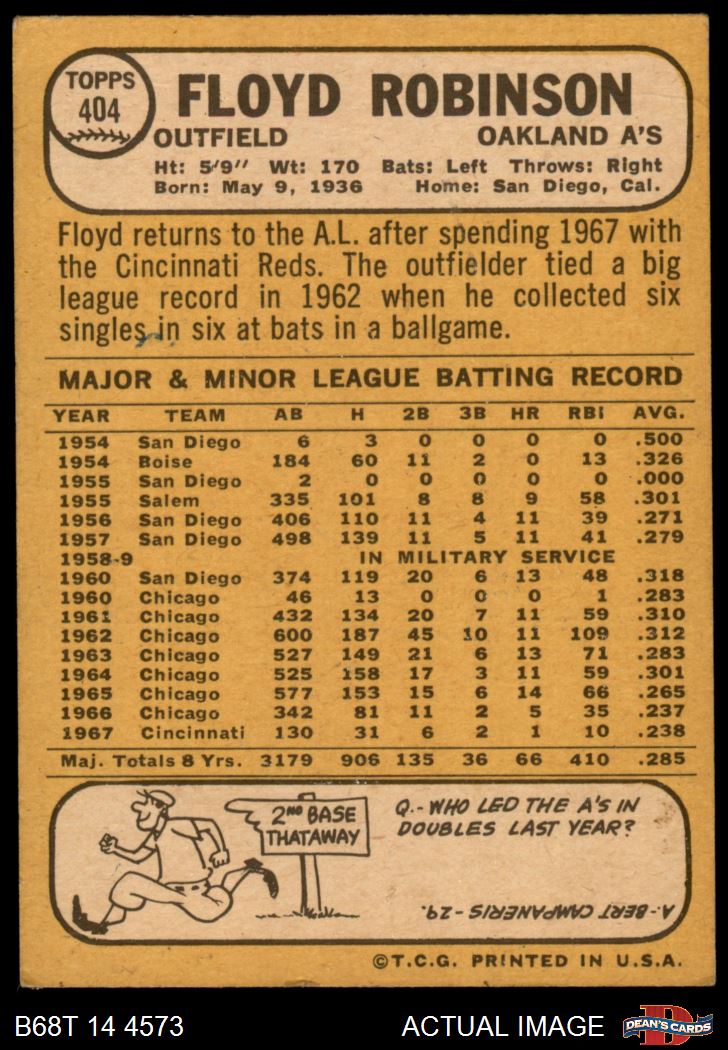 TOPPS
404
FLOYD ROBINSON
OUTFIELD OAKLAND A'S
Ht: 5'9" Wt: 170 Bats: Left Throws: Right
Born: May 9, 1936 Home: San Diego, Cal.
Floyd returns to the A.L. after spending 1967 with
the Cincinnati Reds. The outfielder tied a big
league record in 1962 when he collected six
singles in six at bats in a ballgame.
MAJOR & MINOR LEAGUE BATTING RECORD
YEAR TEAM AB H 2B 3B HR RBI AVG.
1954 San Diego 6 3 0 0 0 0 .500
1954 Boise 184 60 11 2 0 13 .326
1955 San Diego 2 0 0 0 0 0 .000
1955 Salem 335 101 8 8 9 58 .301
1956 San Diego 406 110 11 4 11 39 .271
1957 San Diego 498 139 11 5 11 41 .279
1958-9 IN MILITARY SERVICE
1960 San Diego 374 119 20 6 13 48 .318
1960 Chicago 46 13 0 0 0 1 .283
1961 Chicago 432 134 20 7 11 59 .310
1962 Chicago 600 187 45 10 11 109 .312
1963 Chicago 527 149 21 6 13 71 .283
1964 Chicago 525 158 17 3 11 59 .301
1965 Chicago 577 153 15 6 14 66 .265
1966 Chicago 342 81 11 2 5 35 .237
1967 Cincinnati 130 31 6 2 1 10 .238
Maj. Totals 8 Yrs. 3179 906 135 36 66 410 .285
2ND BASE
THATAWAY
Q.-WHO LED THE A'S IN
DOUBLES LAST YEAR?
A-BERT CAMPANERIS-29.
©T.C.G. PRINTED IN U.S.A.
B68T 14 4573 ACTUAL IMAGE
D
DEAN'S CARDS